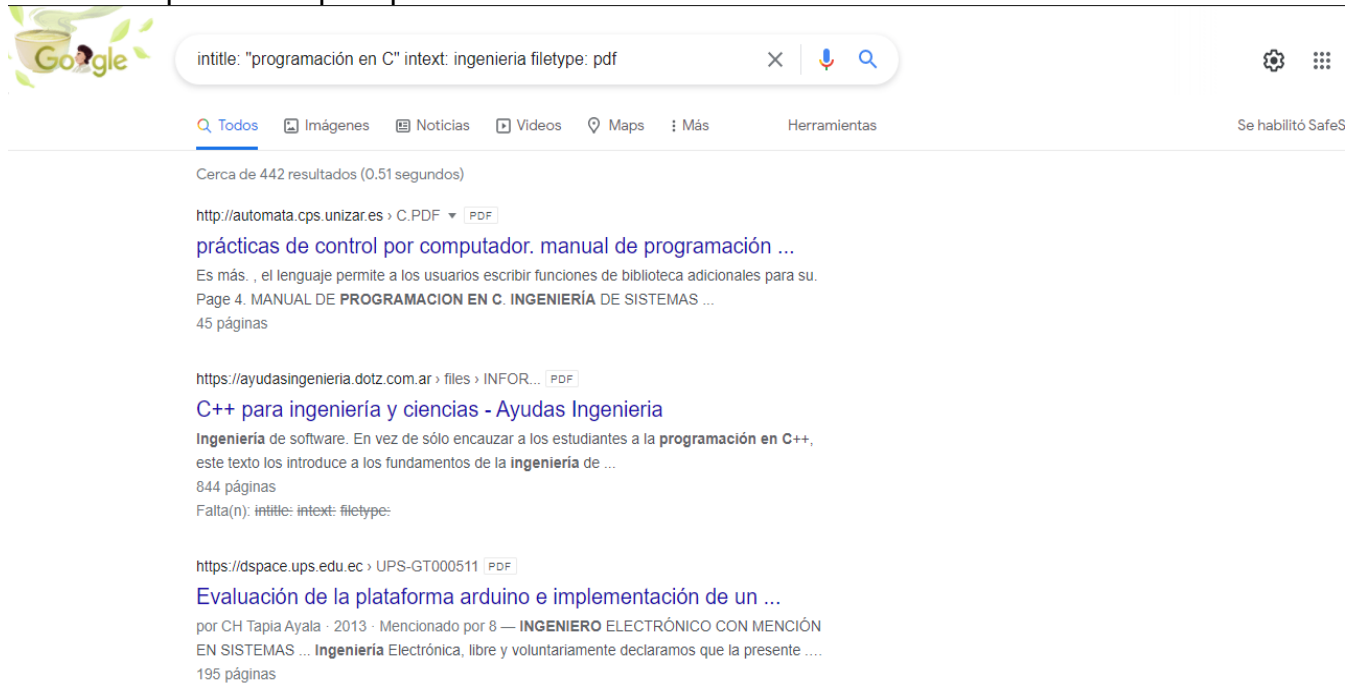 Google
intitle: "programación en C" intext: ingenieria filetype: pdf
Todos Imágenes Noticias Videos Maps Más Herramientas Se habilitó SafeS
Cerca de 442 resultados (0.51 segundos)
http://automata.cps.unizar.es › C.PDF PDF
prácticas de control por computador. manual de programación ...
Es más. , el lenguaje permite a los usuarios escribir funciones de biblioteca adicionales para su.
Page 4. MANUAL DE PROGRAMACION EN C. INGENIERÍA DE SISTEMAS ...
45 páginas
https://ayudasingenieria.dotz.com.ar › files › INFOR... PDF
C++ para ingeniería y ciencias - Ayudas Ingenieria
Ingeniería de software. En vez de sólo encauzar a los estudiantes a la programación en C++,
este texto los introduce a los fundamentos de la ingeniería de ...
844 páginas
Falta(n): intitle: intext: filetype:
https://dspace.ups.edu.ec › UPS-GT000511 PDF
Evaluación de la plataforma arduino e implementación de un ...
por CH Tapia Ayala · 2013 · Mencionado por 8 — INGENIERO ELECTRÓNICO CON MENCIÓN
EN SISTEMAS ... Ingeniería Electrónica, libre y voluntariamente declaramos que la presente ....
195 páginas